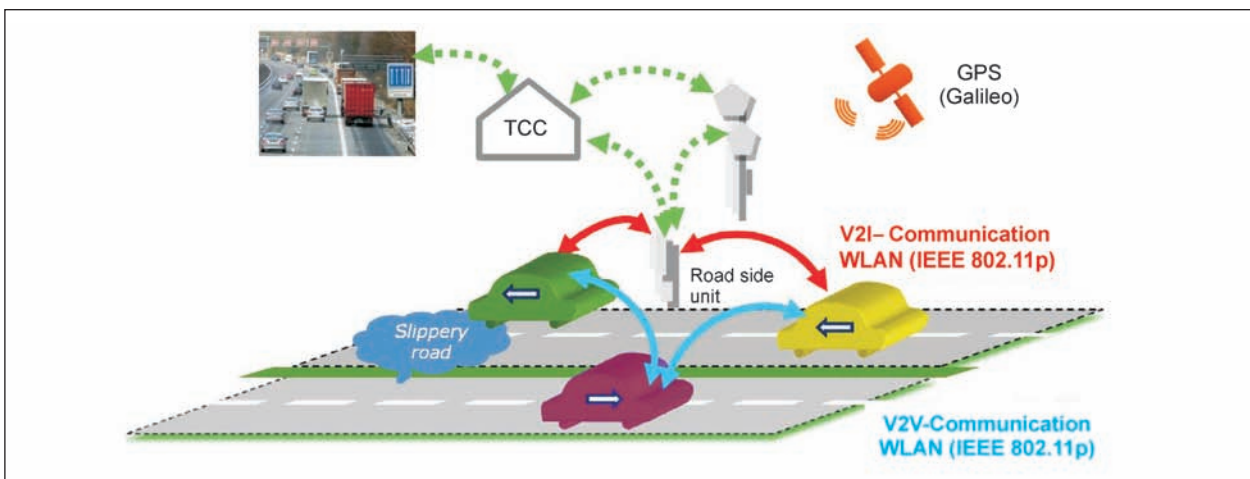 GPS
(Galileo)
TCC
V2I– Communication
WLAN (IEEE 802.11p)
Road side
unit
Slippery
road
V2V-Communication
WLAN (IEEE 802.11p)